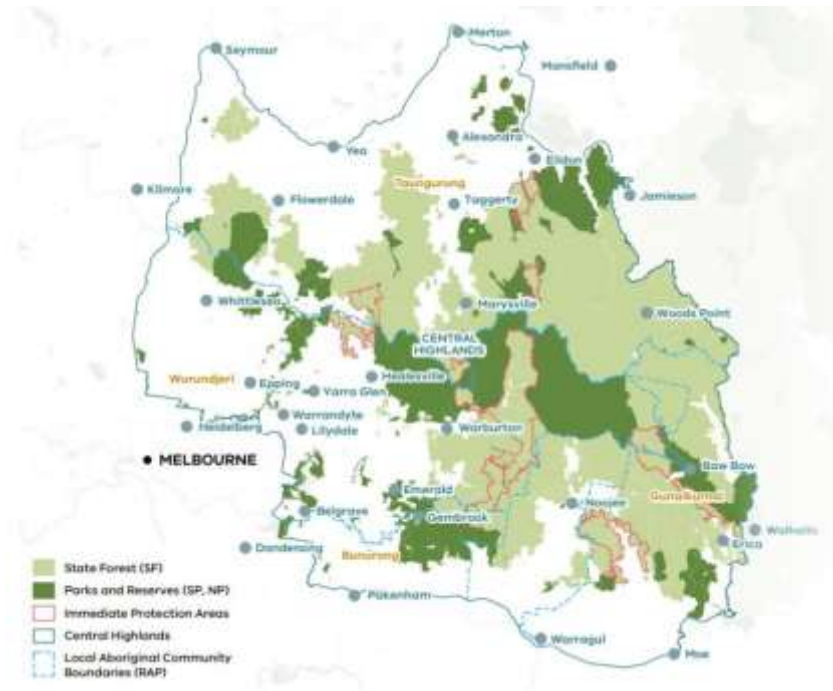 Merton
Seymour
Mansfield
Alexandra
Yea
Eildon
Taungurung
Kilmore
Flowerdale
Taggerty
Jamieson
Whittlesea
Marysville
Woods Point
CENTRAL
HIGHLANDS
Wurundjeri
Epping
Healesville
Yarra Glen
Warrandyte
Heidelberg
Lilydale
Warburton
MELBOURNE
Baw Baw
Emerald
Gunaikurnai
Noojee
Belgrave
Gembrook
Walhalla
Erica
Dandenong
Bunurong
State Forest (SF)
Parks and Reserves (SP, NP)
Immediate Protection Areas
Pakenham
Central Highlands
Warragul
Local Aboriginal Community
Boundaries (RAP)
Moe